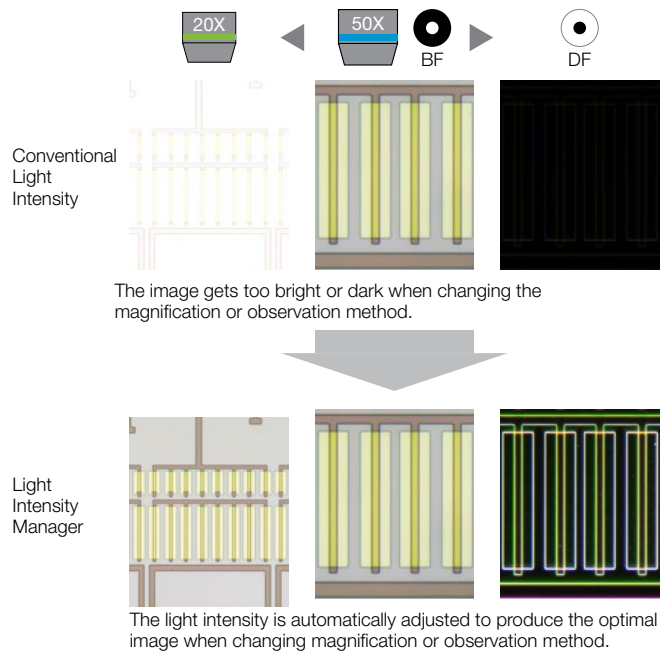 20X
50X
BF
DF
Conventional
Light
Intensity
The image gets too bright or dark when changing the
magnification or observation method.
Light
Intensity
Manager
The light intensity is automatically adjusted to produce the optimal
image when changing magnification or observation method.